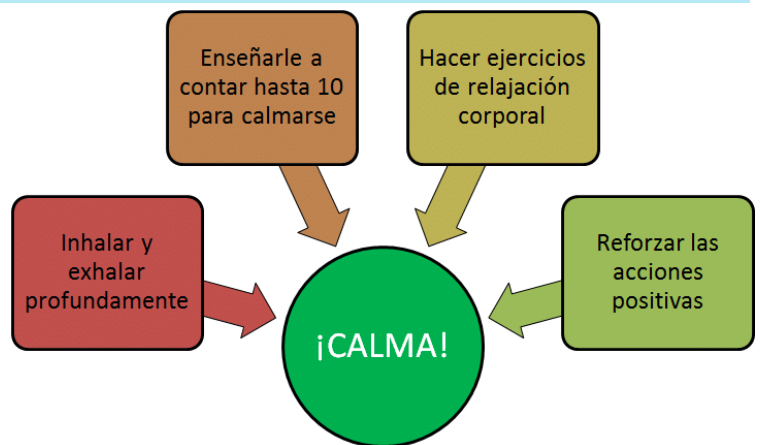 Inhalar y
exhalar
profundamente
Enseñarle a
contar hasta 10
para calmarse
Hacer ejercicios
de relajación
corporal
Reforzar las
acciones
positivas
¡CALMA!